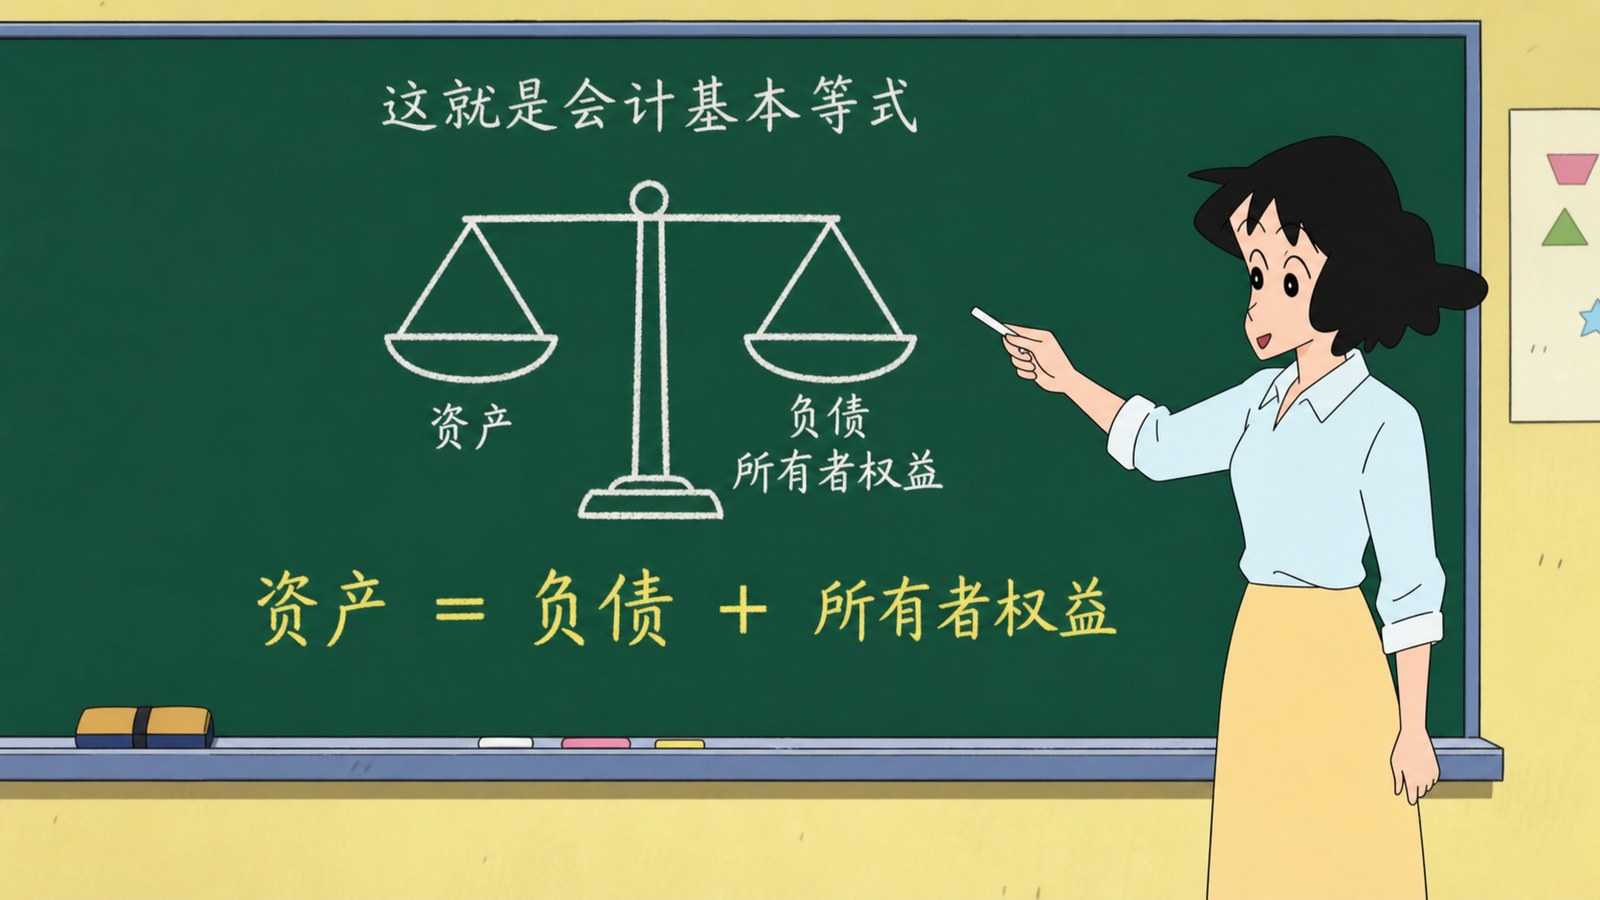 这就是会计基本等式
资产
负债
所有者权益
资产 = 负债 + 所有者权益